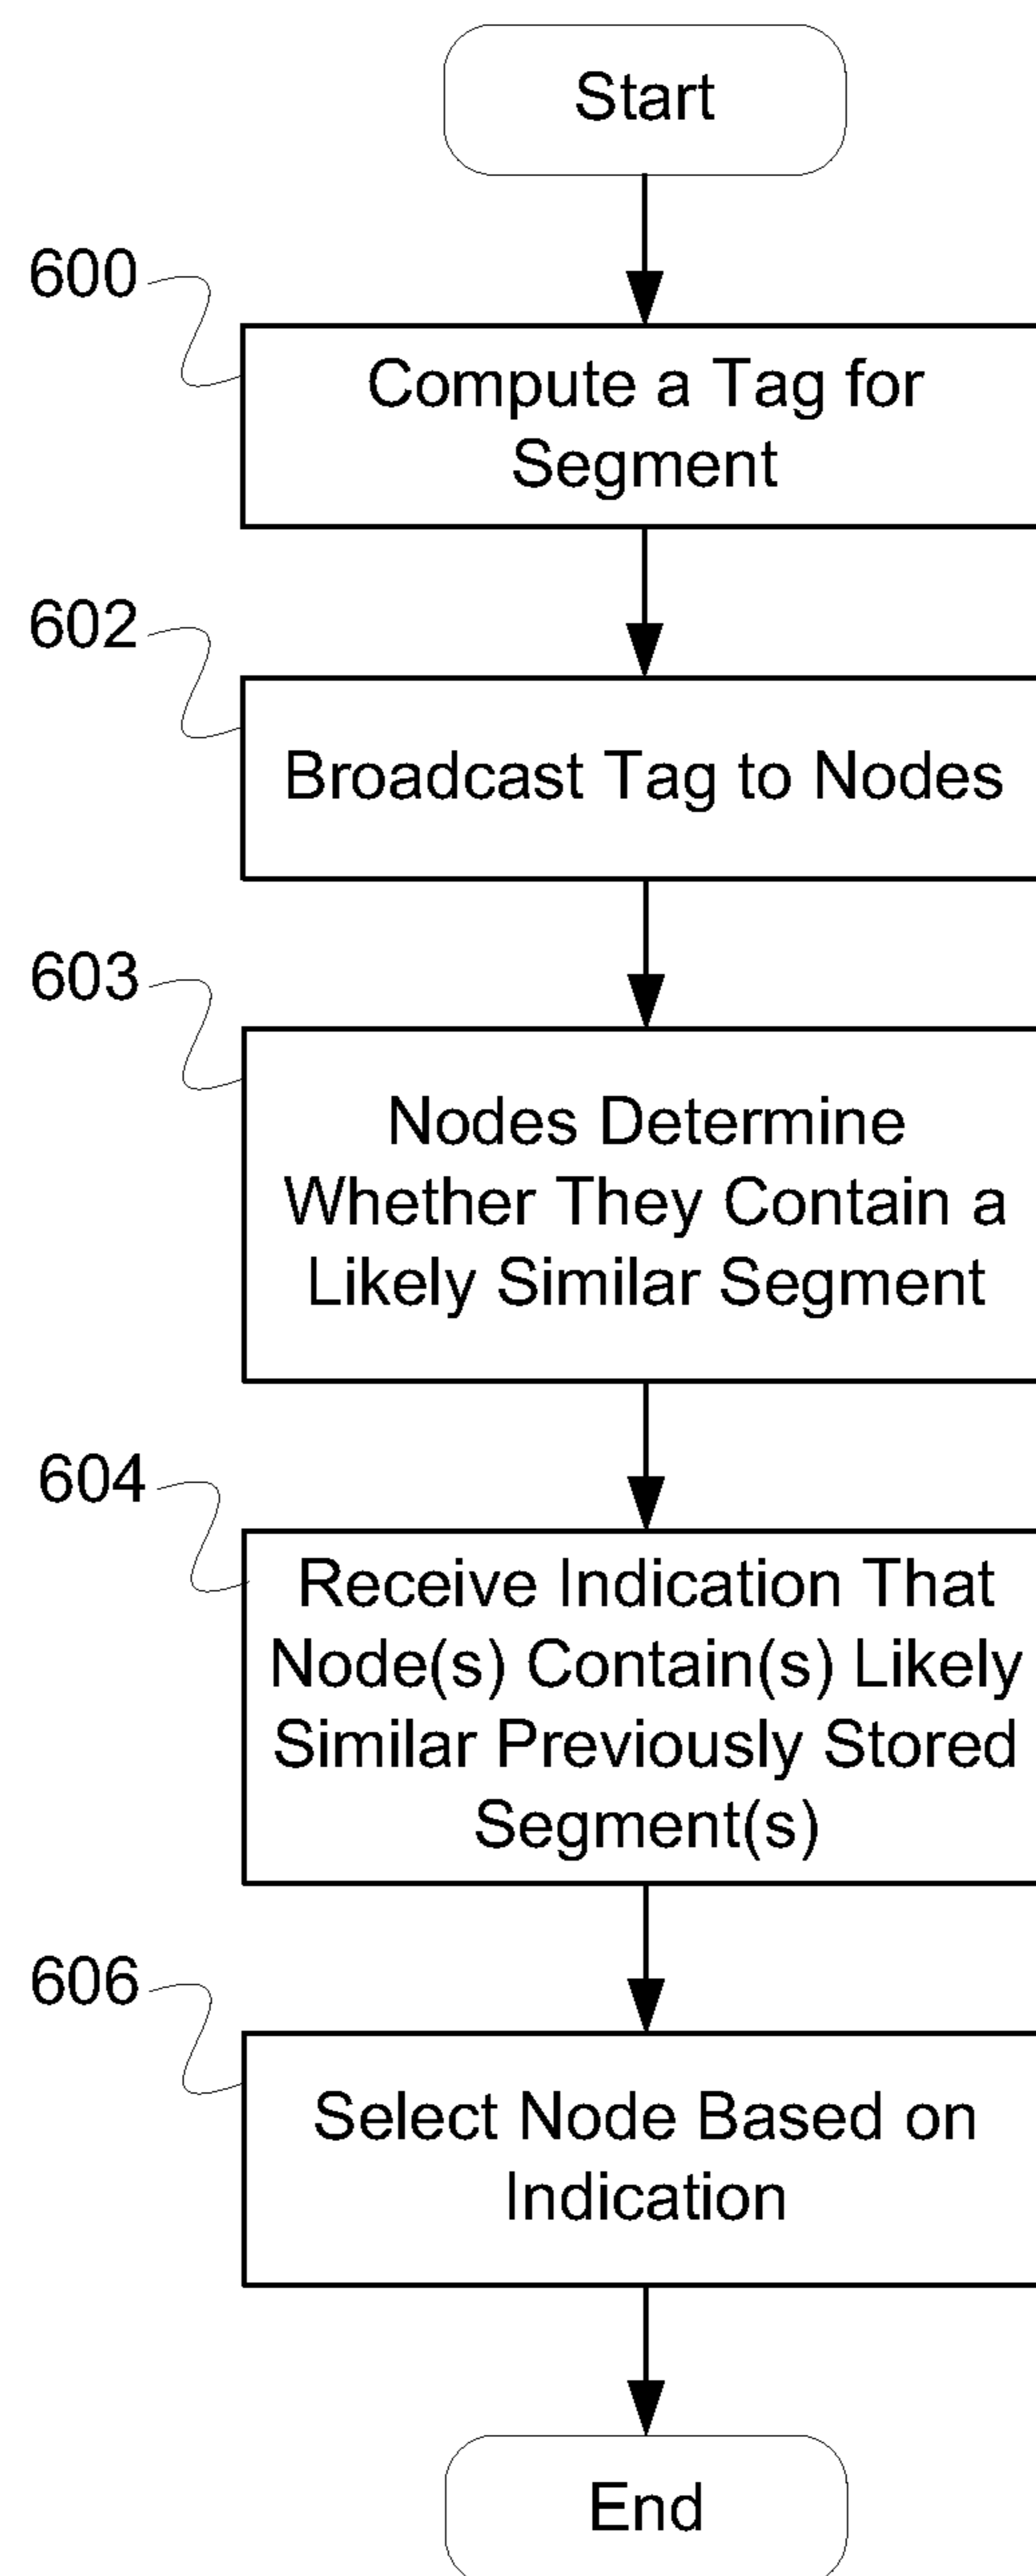 Start
600
Compute a Tag for
Segment
602
Broadcast Tag to Nodes
603
Nodes Determine
Whether They Contain a
Likely Similar Segment
604
Receive Indication That
Node(s) Contain(s) Likely
Similar Previously Stored
Segment(s)
606
Select Node Based on
Indication
End